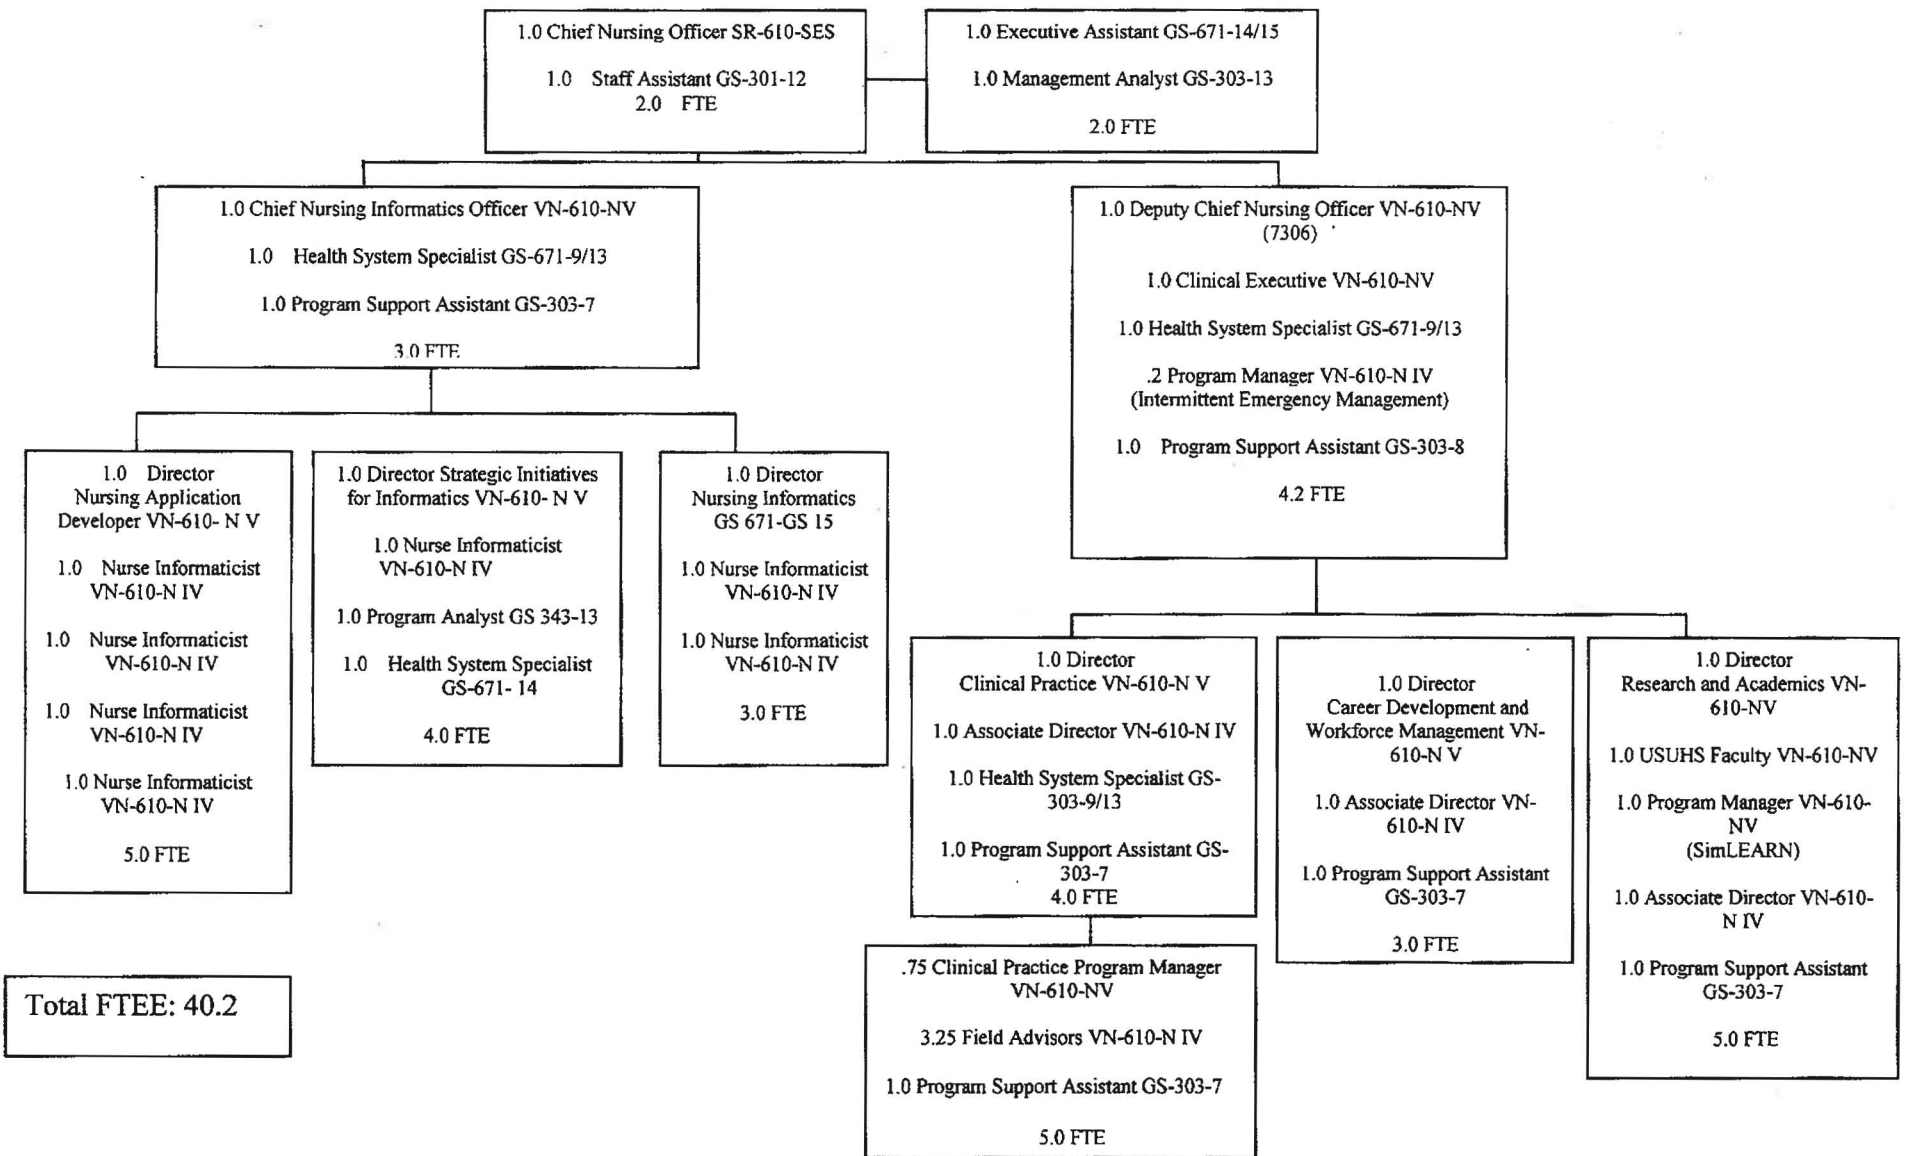 1.0 Chief Nursing Officer SR-610-SES
1.0 Staff Assistant GS-301-12
2.0 FTE
1.0 Executive Assistant GS-671-14/15
1.0 Management Analyst GS-303-13
2.0 FTE
1.0 Chief Nursing Informatics Officer VN-610-NV
1.0 Health System Specialist GS-671-9/13
1.0 Program Support Assistant GS-303-7
3.0 FTE
1.0 Deputy Chief Nursing Officer VN-610-NV
(7306)
1.0 Clinical Executive VN-610-NV
1.0 Health System Specialist GS-671-9/13
.2 Program Manager VN-610-N IV
(Intermittent Emergency Management)
1.0 Program Support Assistant GS-303-8
4.2 FTE
1.0 Director
Nursing Application
Developer VN-610- N V
1.0 Nurse Informaticist
VN-610-N IV
1.0 Nurse Informaticist
VN-610-N IV
1.0 Nurse Informaticist
VN-610-N IV
1.0 Nurse Informaticist
VN-610-N IV
5.0 FTE
1.0 Director Strategic Initiatives
for Informatics VN-610- N V
1.0 Nurse Informaticist
VN-610-N IV
1.0 Program Analyst GS 343-13
1.0 Health System Specialist
GS-671- 14
4.0 FTE
1.0 Director
Nursing Informatics
GS 671-GS 15
1.0 Nurse Informaticist
VN-610-N IV
1.0 Nurse Informaticist
VN-610-N IV
3.0 FTE
1.0 Director
Clinical Practice VN-610-N V
1.0 Associate Director VN-610-N IV
1.0 Health System Specialist GS-
303-9/13
1.0 Program Support Assistant GS-
303-7
4.0 FTE
1.0 Director
Career Development and
Workforce Management VN-
610-N V
1.0 Associate Director VN-
610-N IV
1.0 Program Support Assistant
GS-303-7
3.0 FTE
1.0 Director
Research and Academics VN-
610-NV
1.0 USUHS Faculty VN-610-NV
1.0 Program Manager VN-610-
NV
(SimLEARN)
1.0 Associate Director VN-610-
N IV
1.0 Program Support Assistant
GS-303-7
5.0 FTE
.75 Clinical Practice Program Manager
VN-610-NV
3.25 Field Advisors VN-610-N IV
1.0 Program Support Assistant GS-303-7
5.0 FTE
Total FTEE: 40.2